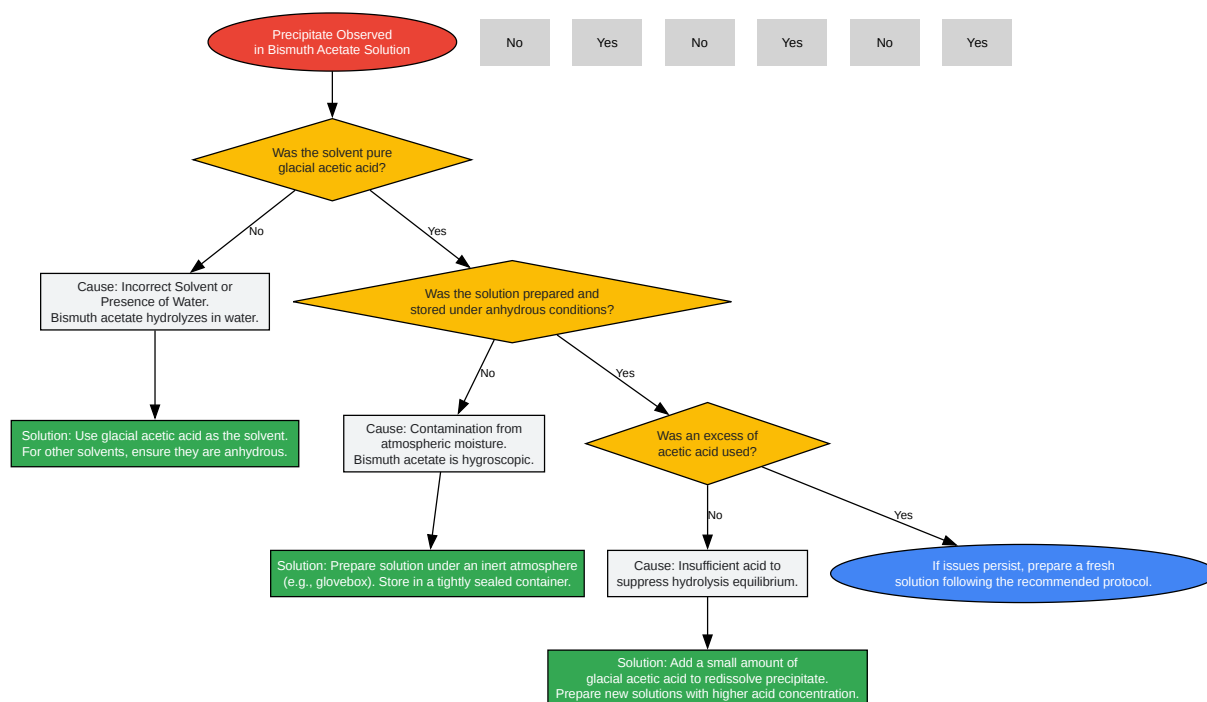 Precipitate Observed
in Bismuth Acetate Solution
No
Yes
No
Yes
No
Yes
Was the solvent pure
glacial acetic acid?
No
Yes
Cause: Incorrect Solvent or
Presence of Water.
Bismuth acetate hydrolyzes in water.
Was the solution prepared and
stored under anhydrous conditions?
No
Yes
Solution: Use glacial acetic acid as the solvent.
For other solvents, ensure they are anhydrous.
Cause: Contamination from
atmospheric moisture.
Bismuth acetate is hygroscopic.
Was an excess of
acetic acid used?
No
Yes
Solution: Prepare solution under an inert atmosphere
(e.g., glovebox). Store in a tightly sealed container.
Cause: Insufficient acid to
suppress hydrolysis equilibrium.
If issues persist, prepare a fresh
solution following the recommended protocol.
Solution: Add a small amount of
glacial acetic acid to redissolve precipitate.
Prepare new solutions with higher acid concentration.